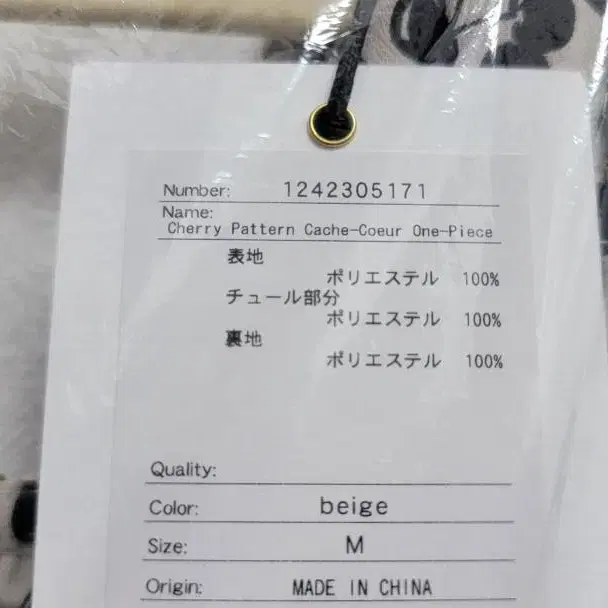 Number: 1242305171
Name:
Cherry Pattern Cache-Coeur One-Piece
表地
ポリエステル 100%
チュール部分
ポリエステル 100%
裏地
ポリエステル 100%
Quality:
Color: beige
Size: M
Origin: MADE IN CHINA